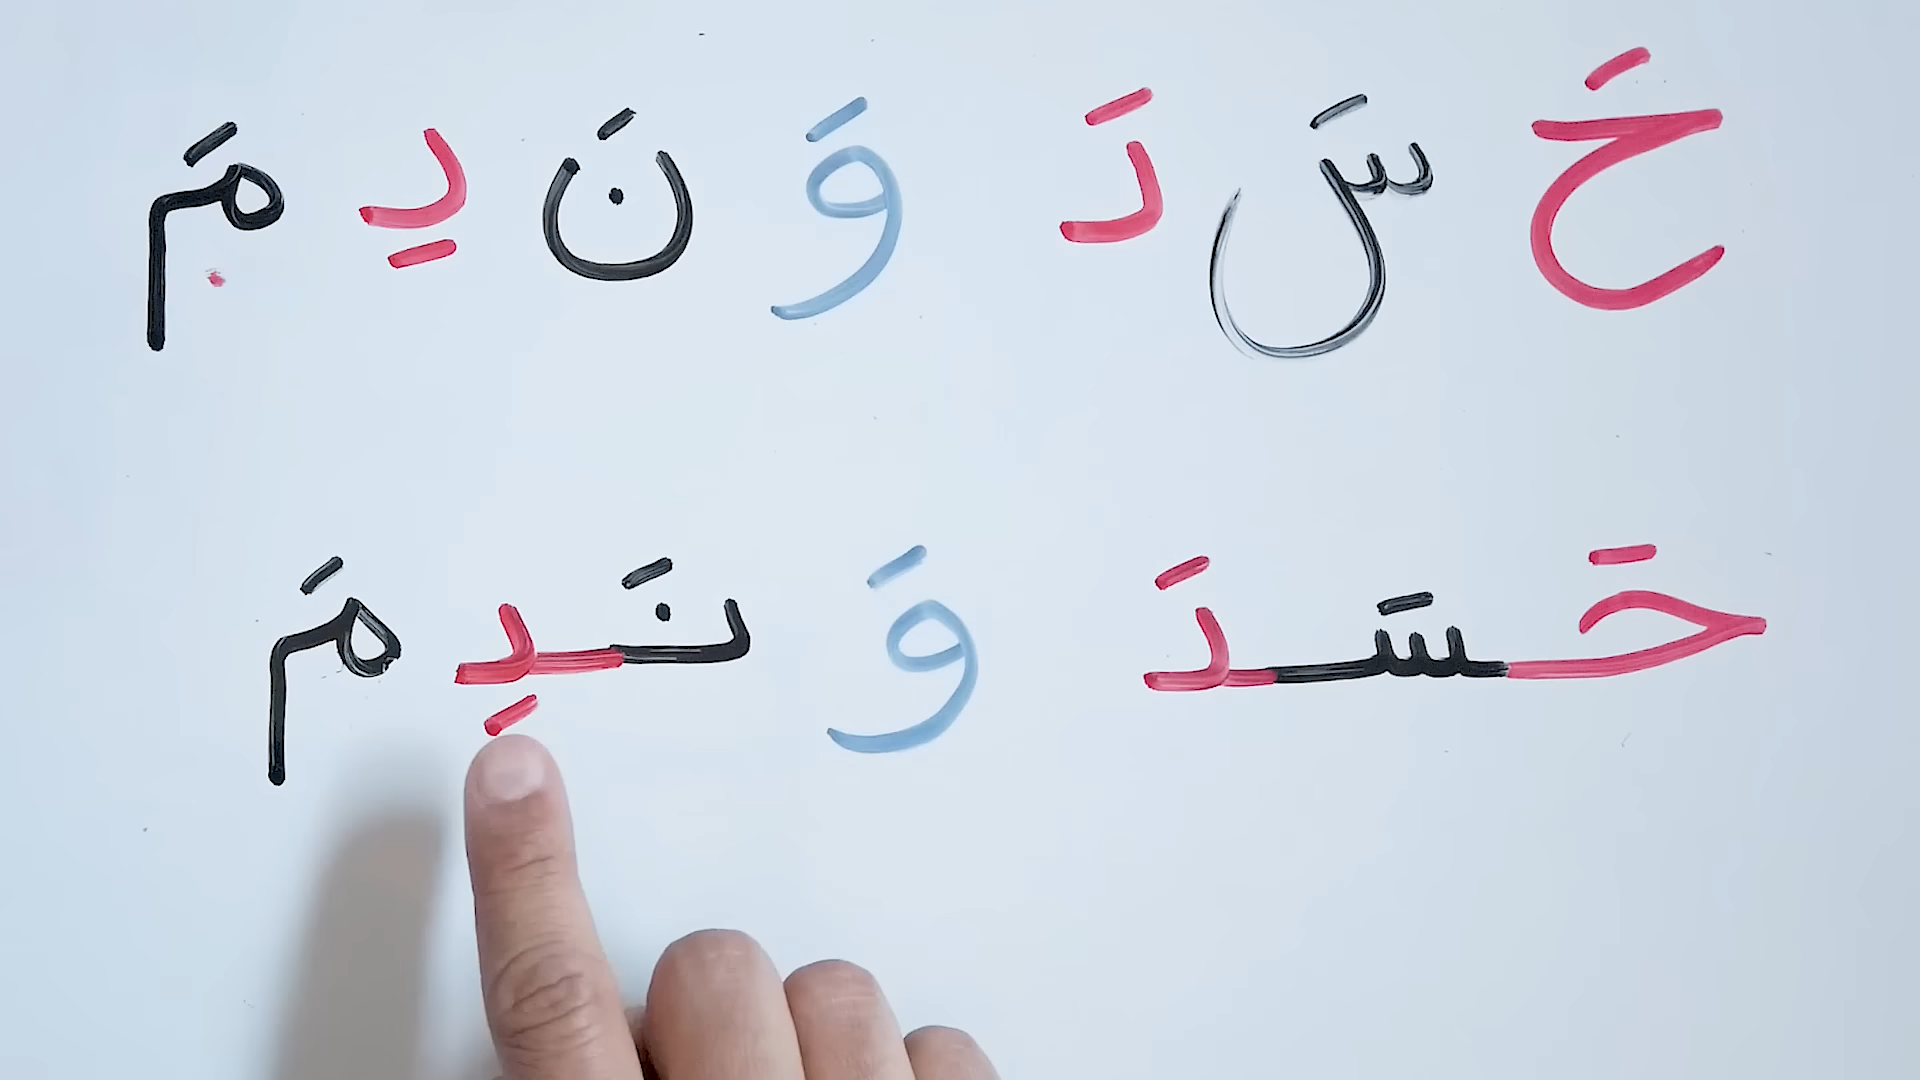 حَ سَ دَ وَ نَ دِ مَ
حَسَدَ وَ نَدِمَ